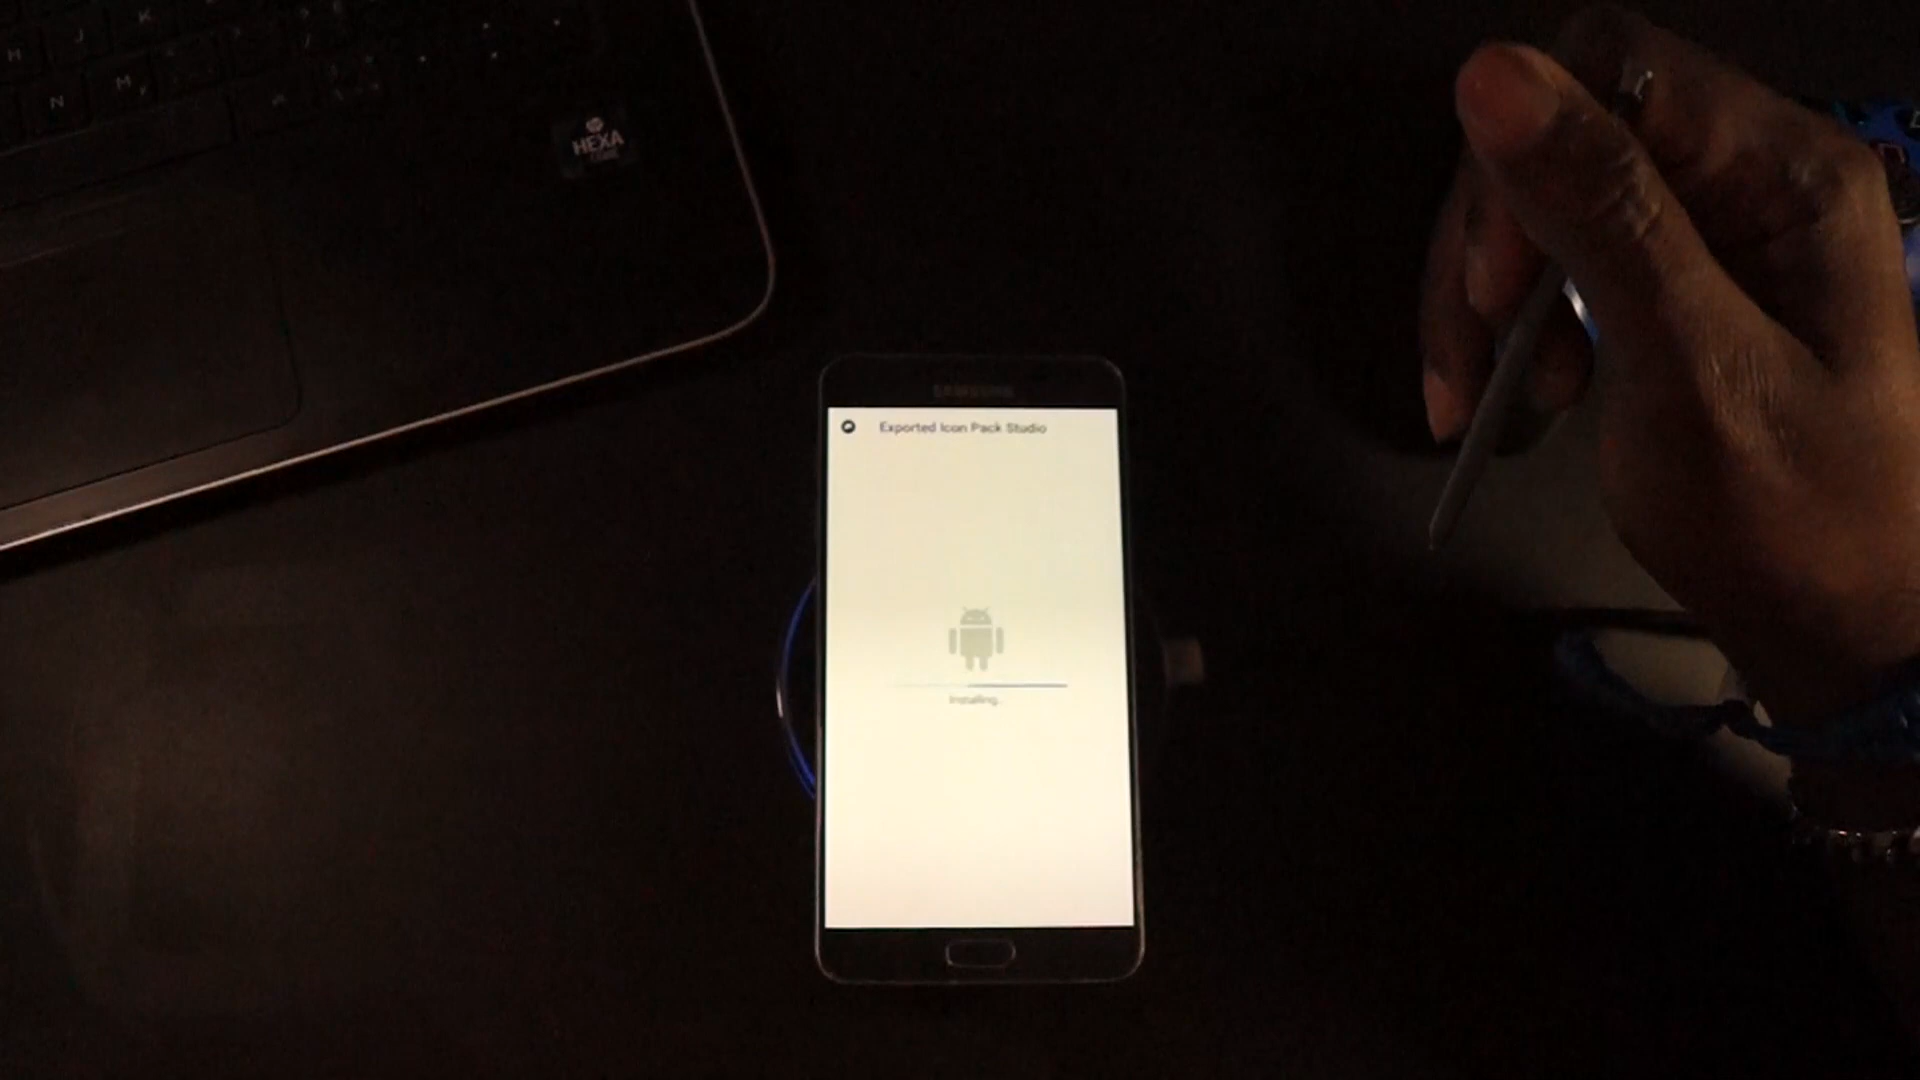 H J K
N M
HEXA
SAMSUNG
Exported Icon Pack Studio
Installing...